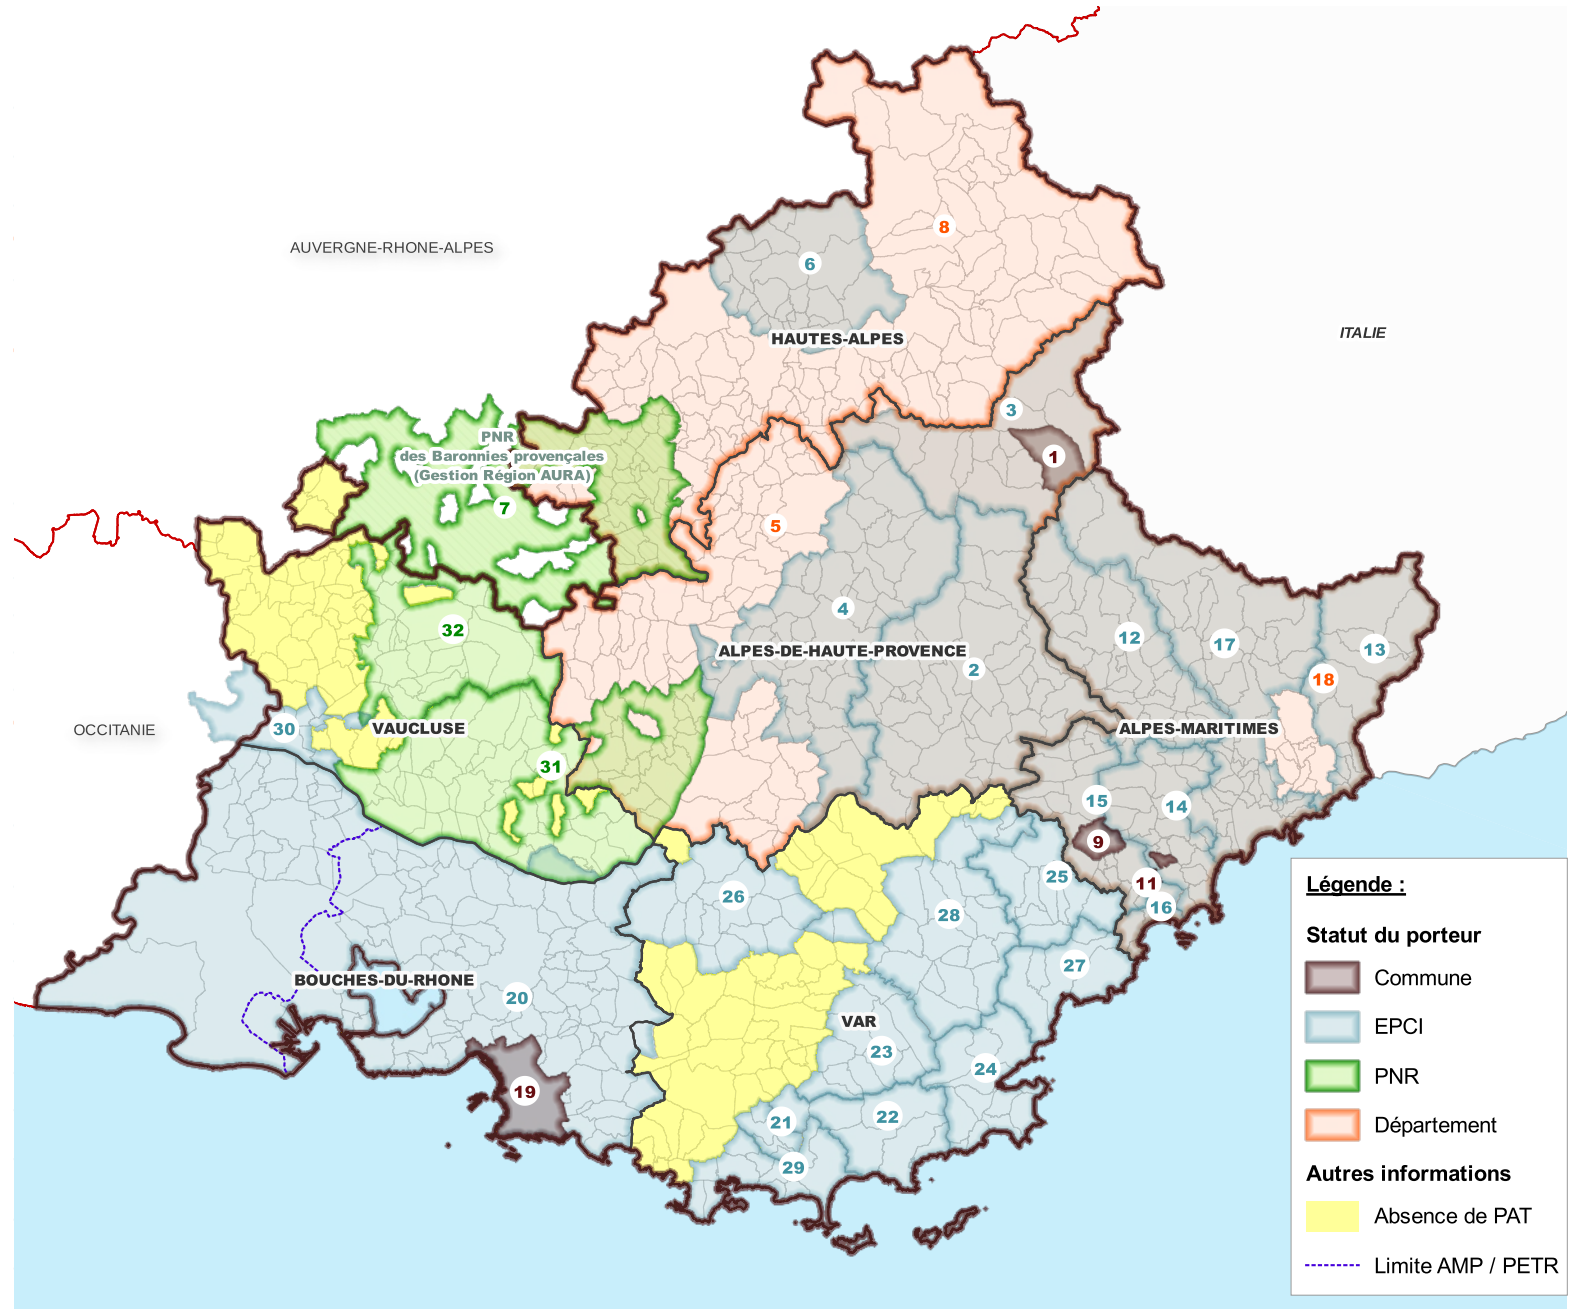 AUVERGNE-RHONE-ALPES
8
6
ITALIE
HAUTES-ALPES
3
PNR
des Baronnies provençales
(Gestion Région AURA)
1
7
5
4
32
12
17
13
ALPES-DE-HAUTE-PROVENCE
2
18
OCCITANIE
30
VAUCLUSE
ALPES-MARITIMES
31
15
14
9
26
25
11
16
28
27
BOUCHES-DU-RHONE
20
VAR
23
24
19
21
22
29
Légende :
Statut du porteur
Commune
EPCI
PNR
Département
Autres informations
Absence de PAT
Limite AMP / PETR